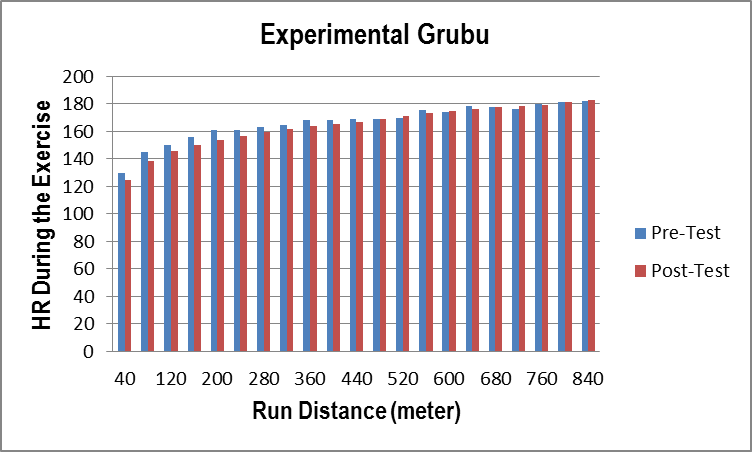 Experimental Grubu
HR During the Exercise
200
180
160
140
120
100
80
60
40
20
0
40 120 200 280 360 440 520 600 680 760 840
Run Distance (meter)
Pre-Test
Post-Test